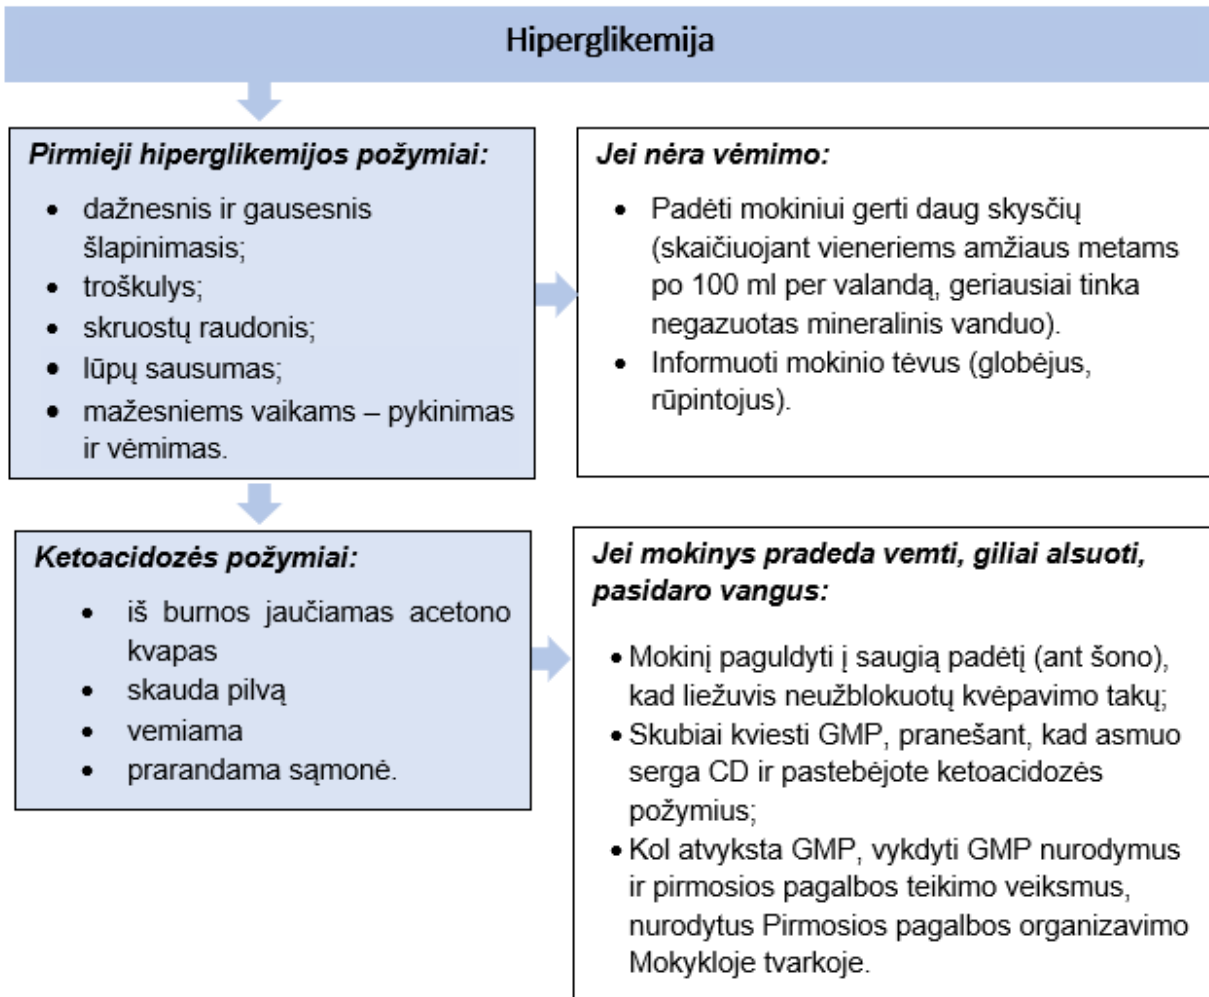 Hiperglikemija
Pirmieji hiperglikemijos požymiai:
• dažnesnis ir gausesnis
šlapinimasis;
• troškulys;
• skruostų raudonis;
• lūpų sausumas;
• mažesniems vaikams – pykinimas
ir vėmimas.
Jei nėra vėmimo:
• Padėti mokiniui gerti daug skysčių
(skaičiuojant vieneriems amžiaus metams
po 100 ml per valandą, geriausiai tinka
negazuotas mineralinis vanduo).
• Informuoti mokinio tėvus (globėjus,
rūpintojus).
Ketoacidozės požymiai:
• iš burnos jaučiamas acetono
kvapas
• skauda pilvą
• vemiama
• prarandama sąmonė.
Jei mokinys pradeda vemti, giliai alsuoti,
pasidaro vangus:
• Mokinį paguldyti į saugią padėtį (ant šono),
kad liežuvis neužblokuotų kvėpavimo takų;
• Skubiai kviesti GMP, pranešant, kad asmuo
serga CD ir pastebėjote ketoacidozės
požymius;
• Kol atvyksta GMP, vykdyti GMP nurodymus
ir pirmosios pagalbos teikimo veiksmus,
nurodytus Pirmosios pagalbos organizavimo
Mokykloje tvarkoje.